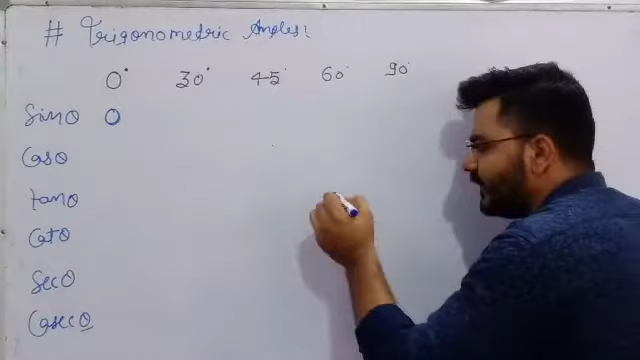 # Trigonometric Angles:
0° 30° 45° 60° 90°
Sinθ 0
Cosθ
tanθ
Cotθ
Secθ
Cosecθ